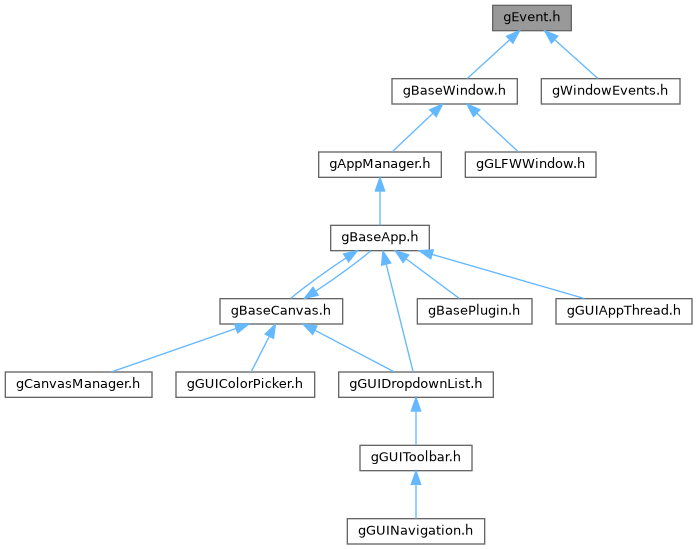 gEvent.h
gBaseWindow.h
gWindowEvents.h
gAppManager.h
gGLFWWindow.h
gBaseApp.h
gBaseCanvas.h
gBasePlugin.h
gGUIAppThread.h
gCanvasManager.h
gGUIColorPicker.h
gGUIDropdownList.h
gGUIToolbar.h
gGUINavigation.h